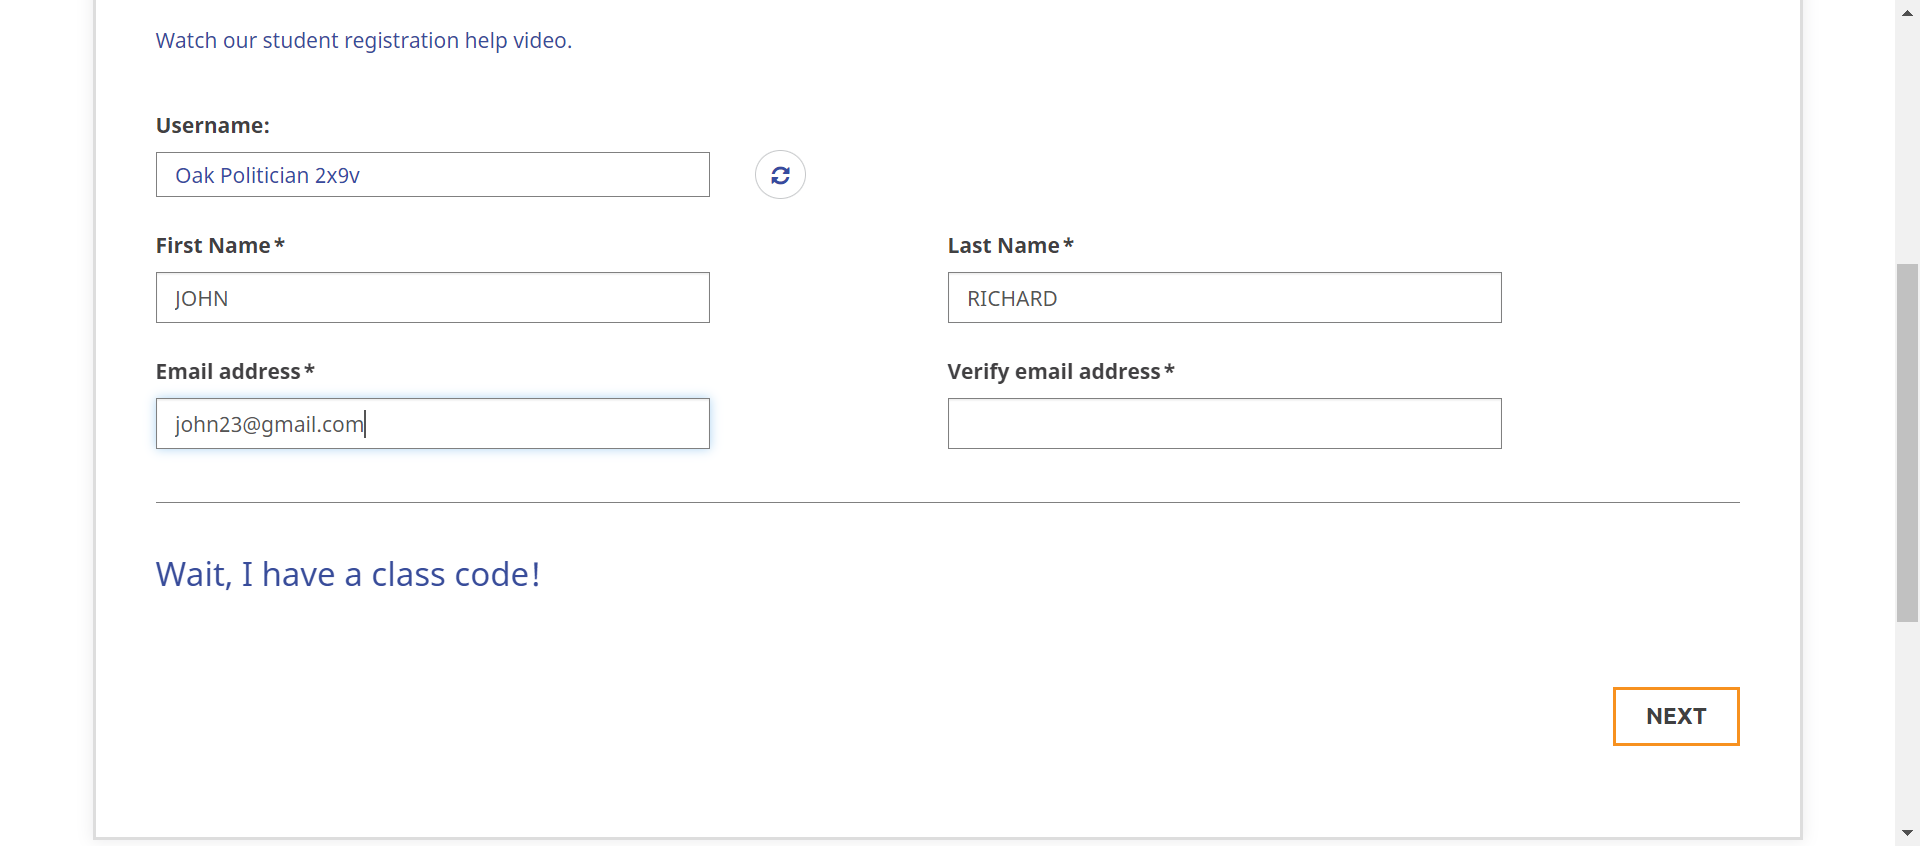 Watch our student registration help video.
Username:
Oak Politician 2x9v
First Name*
Last Name*
JOHN
RICHARD
Email address*
Verify email address*
john23@gmail.com
Wait, I have a class code!
NEXT